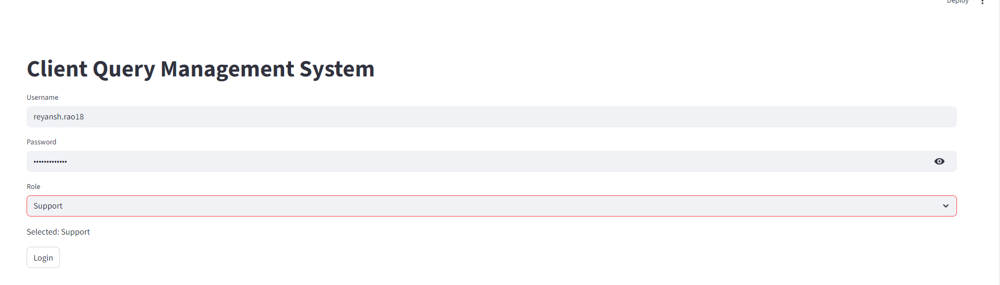 Deploy
Client Query Management System
Username
reyansh.rao18
Password
•••••••••••••
Role
Support
Selected: Support
Login